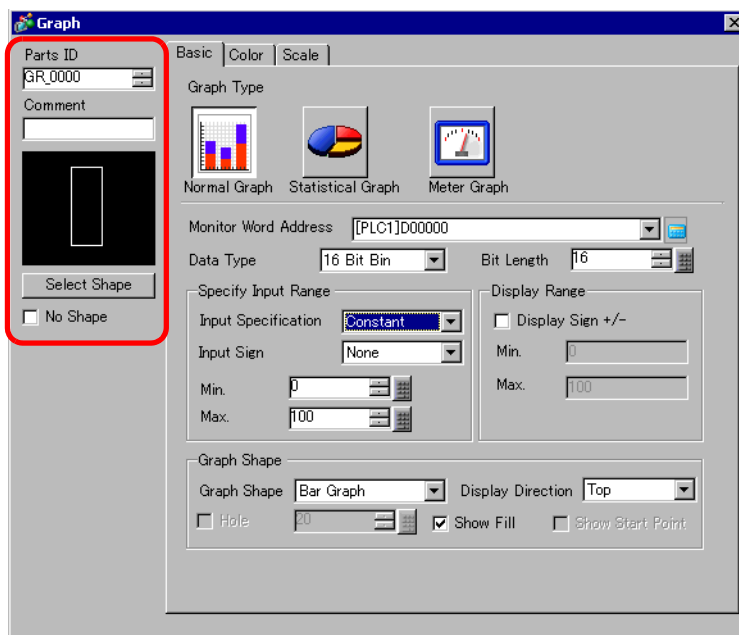 Graph
Parts ID
GR_0000
Comment
Select Shape
No Shape
Basic Color Scale
Graph Type
Normal Graph Statistical Graph Meter Graph
Monitor Word Address [PLC1]D00000
Data Type 16 Bit Bin Bit Length 16
Specify Input Range
Input Specification Constant
Input Sign None
Min. 0
Max. 100
Display Range
Display Sign +/-
Min. 0
Max. 100
Graph Shape
Graph Shape Bar Graph Display Direction Top
Hole 20 Show Fill Show Start Point